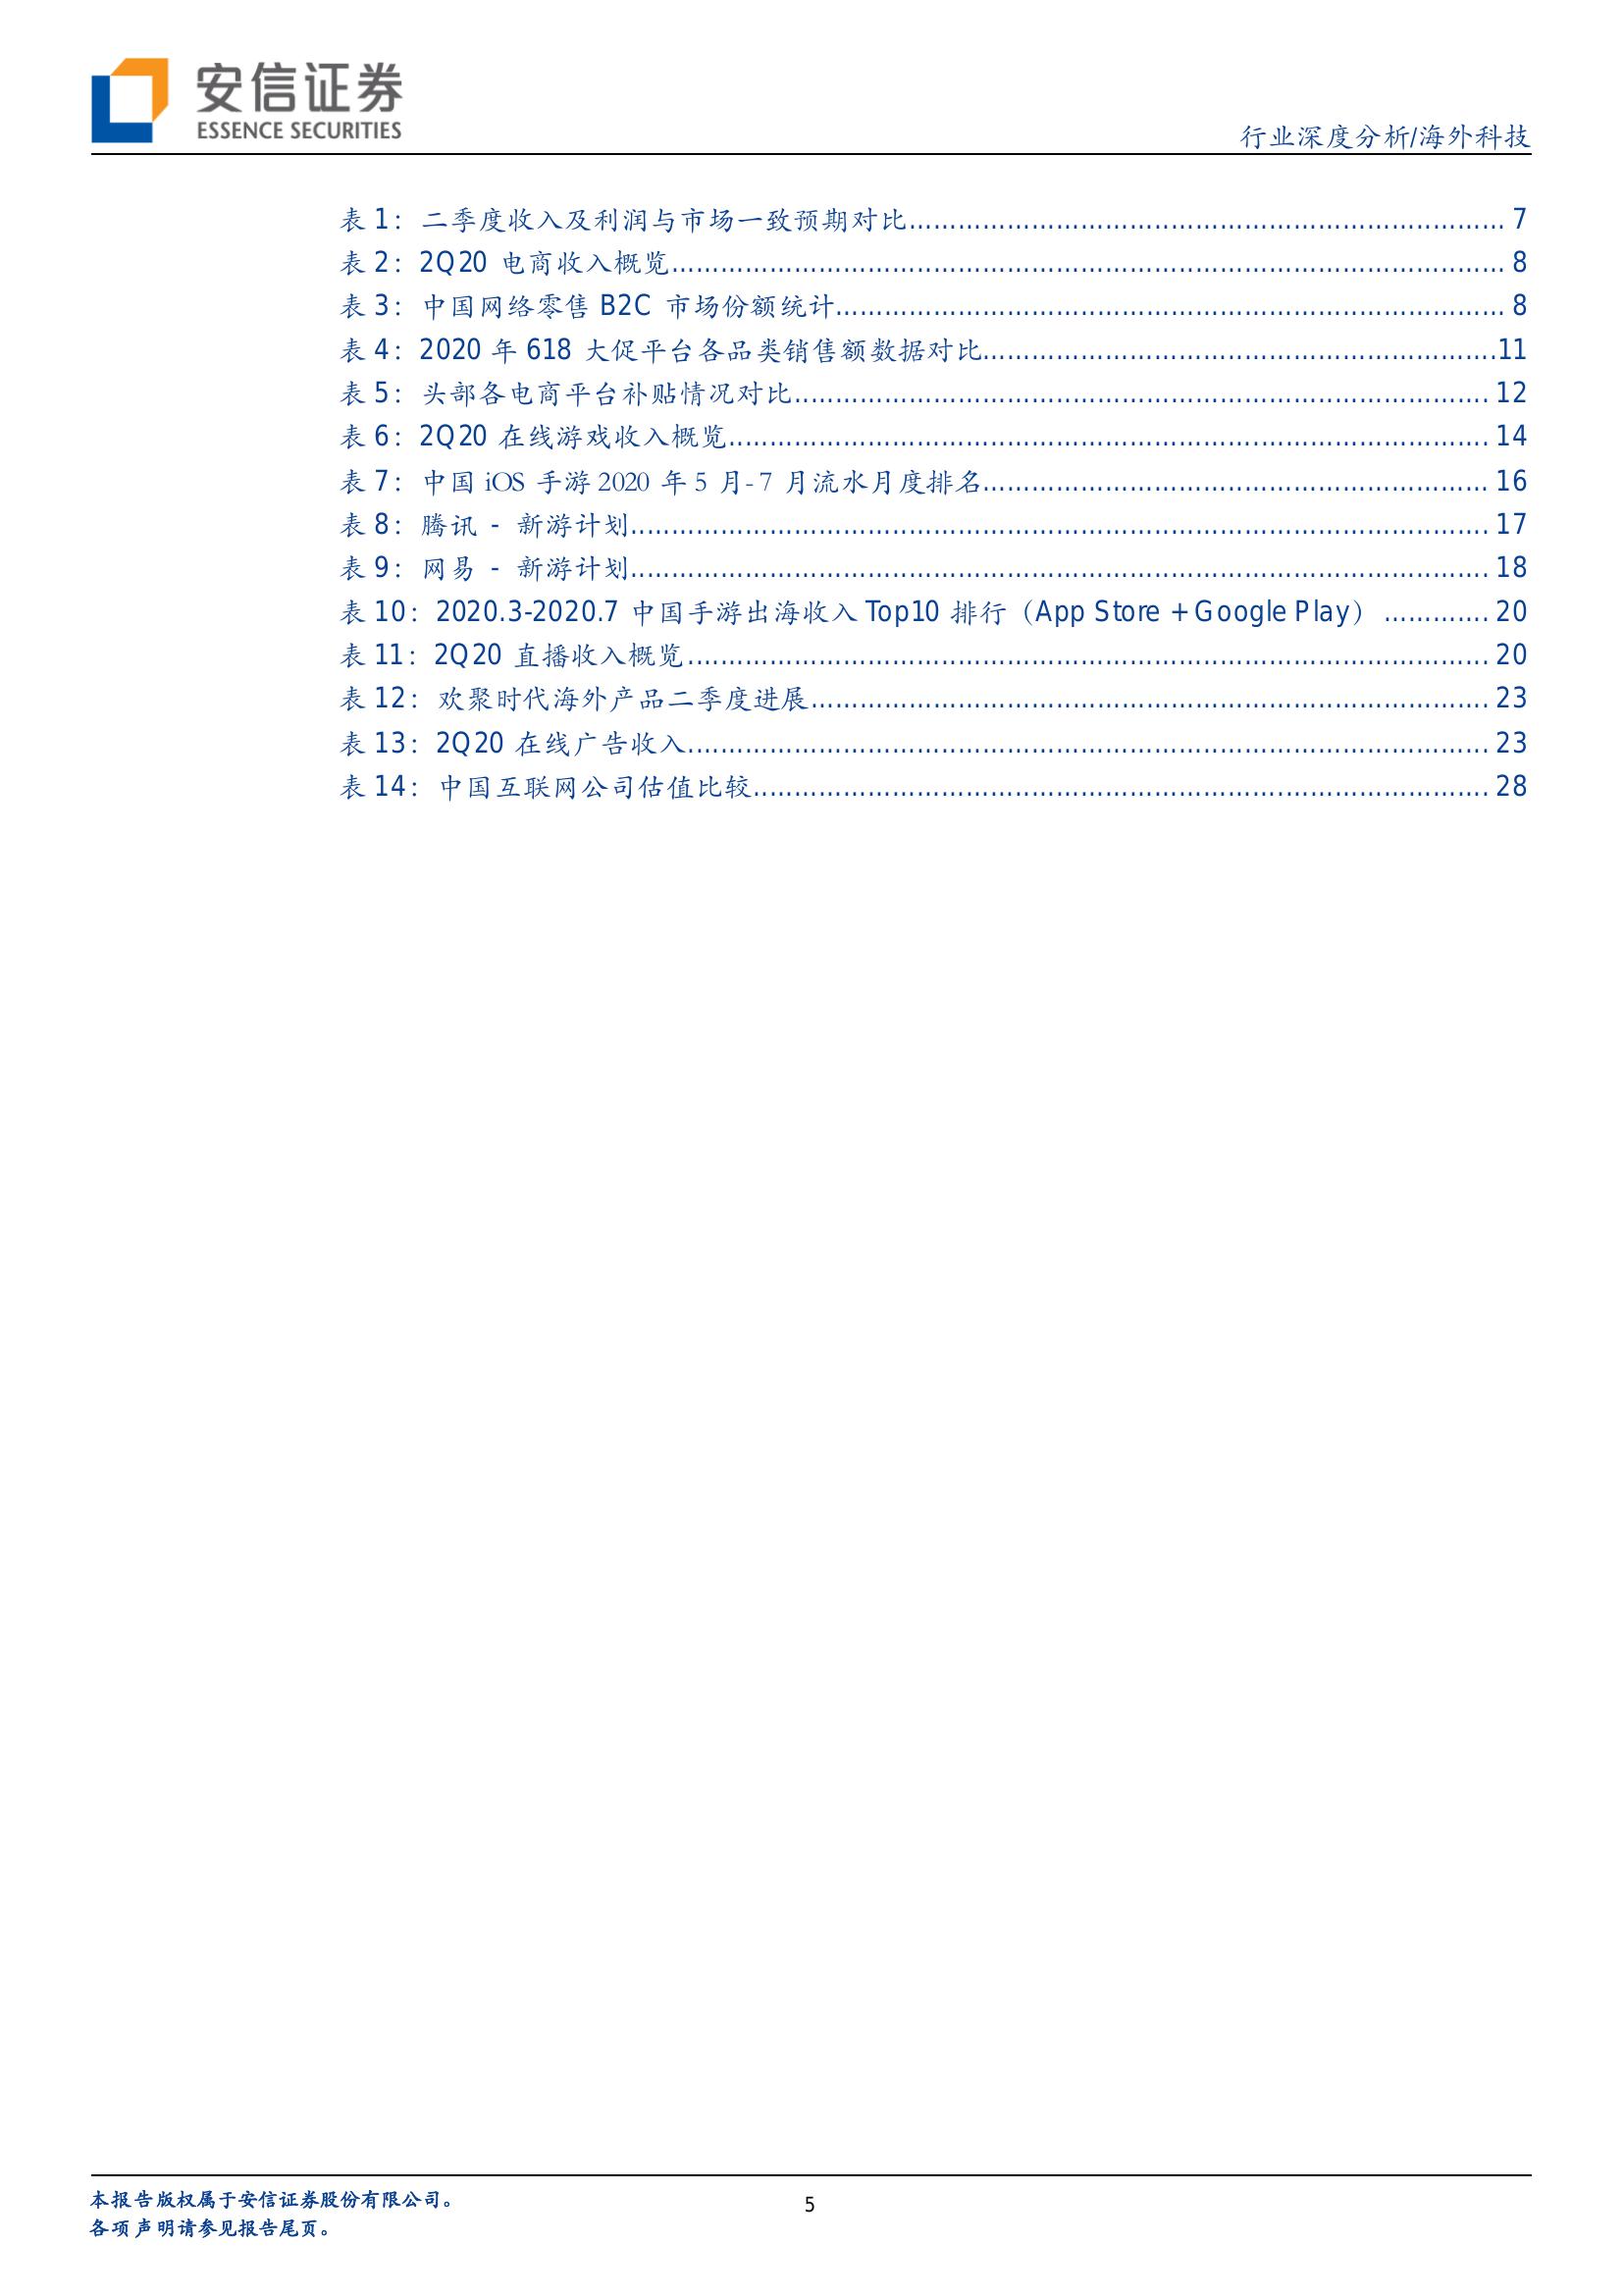 安信证券
ESSENCE SECURITIES
行业深度分析/海外科技
表 1：二季度收入及利润与市场一致预期对比........................................................................ 7
表 2：2Q20 电商收入概览........................................................................ 8
表 3：中国网络零售 B2C 市场份额统计........................................................................ 8
表 4：2020 年 618 大促平台各品类销售额数据对比........................................................................11
表 5：头部各电商平台补贴情况对比........................................................................ 12
表 6：2Q20 在线游戏收入概览........................................................................ 14
表 7：中国 iOS 手游 2020 年 5 月- 7 月流水月度排名........................................................................ 16
表 8：腾讯 - 新游计划........................................................................ 17
表 9：网易 - 新游计划........................................................................ 18
表 10：2020.3-2020.7 中国手游出海收入 Top10 排行（App Store + Google Play） ............. 20
表 11：2Q20 直播收入概览........................................................................ 20
表 12：欢聚时代海外产品二季度进展........................................................................ 23
表 13：2Q20 在线广告收入........................................................................ 23
表 14：中国互联网公司估值比较........................................................................ 28
本报告版权属于安信证券股份有限公司。
5
各项声明请参见报告尾页。